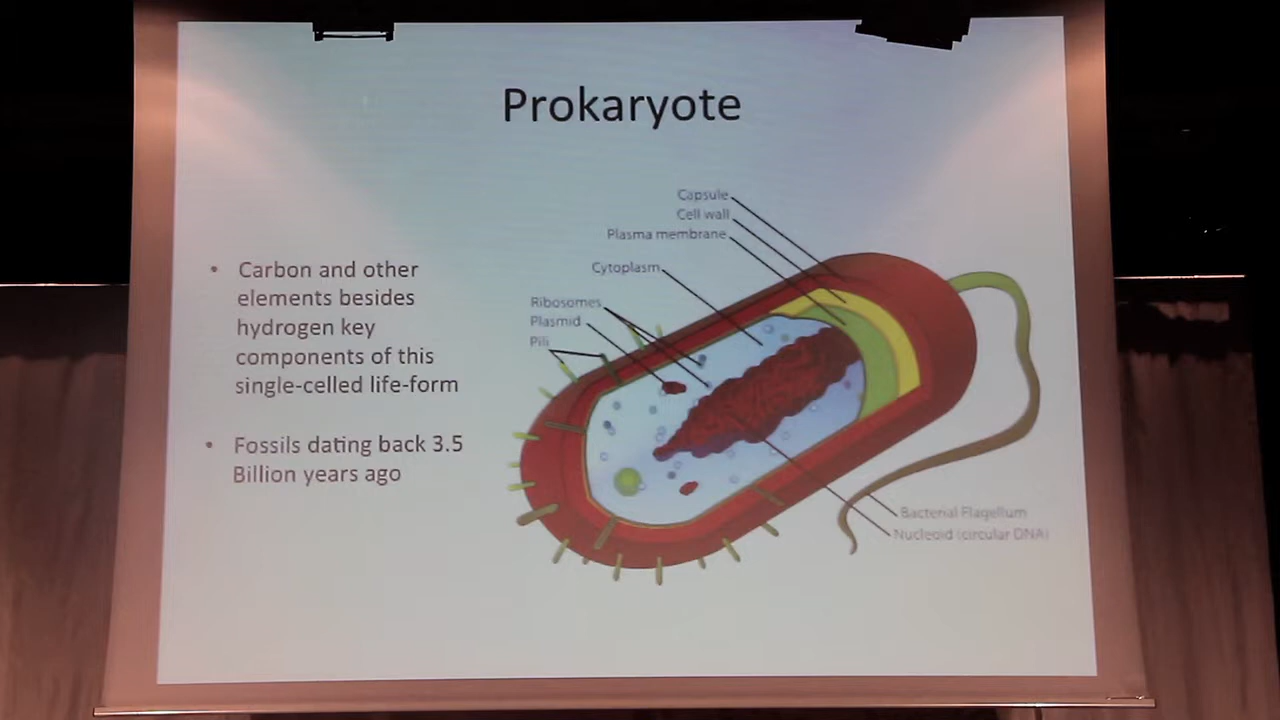 Prokaryote
• Carbon and other
elements besides
hydrogen key
components of this
single-celled life-form
• Fossils dating back 3.5
Billion years ago
Capsule
Cell wall
Plasma membrane
Cytoplasm
Ribosomes
Plasmid
Pili
Bacterial Flagellum
Nucleoid (circular DNA)